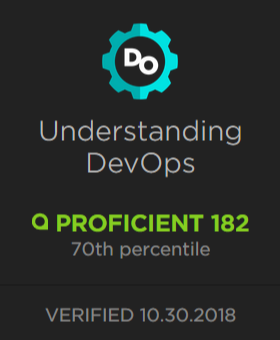 DO
Understanding
DevOps
PROFICIENT 182
70th percentile
VERIFIED 10.30.2018